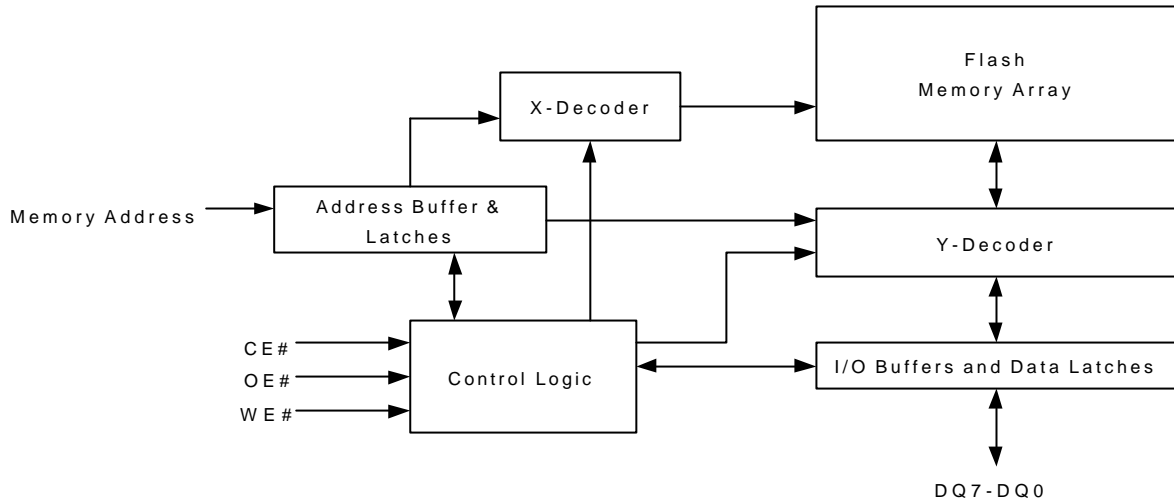 Flash
Memory Array
X-Decoder
Memory Address
Address Buffer &
Latches
Y-Decoder
CE#
OE#
WE#
Control Logic
I/O Buffers and Data Latches
DQ7-DQ0